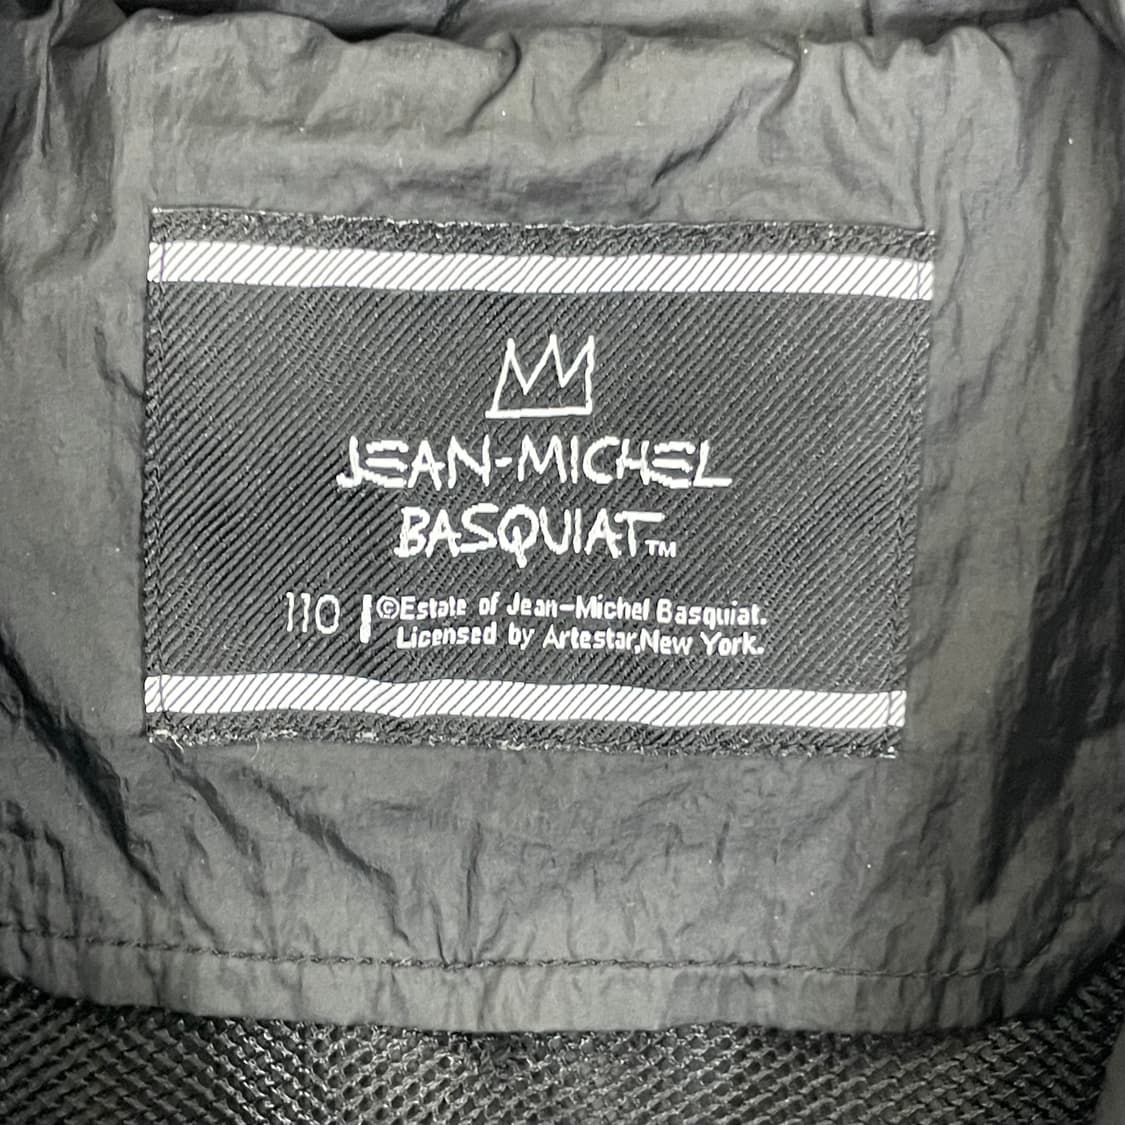 JEAN-MICHEL
BASQUIAT™
110 | ©Estate of Jean-Michel Basquiat.
Licensed by Artestar,New York.